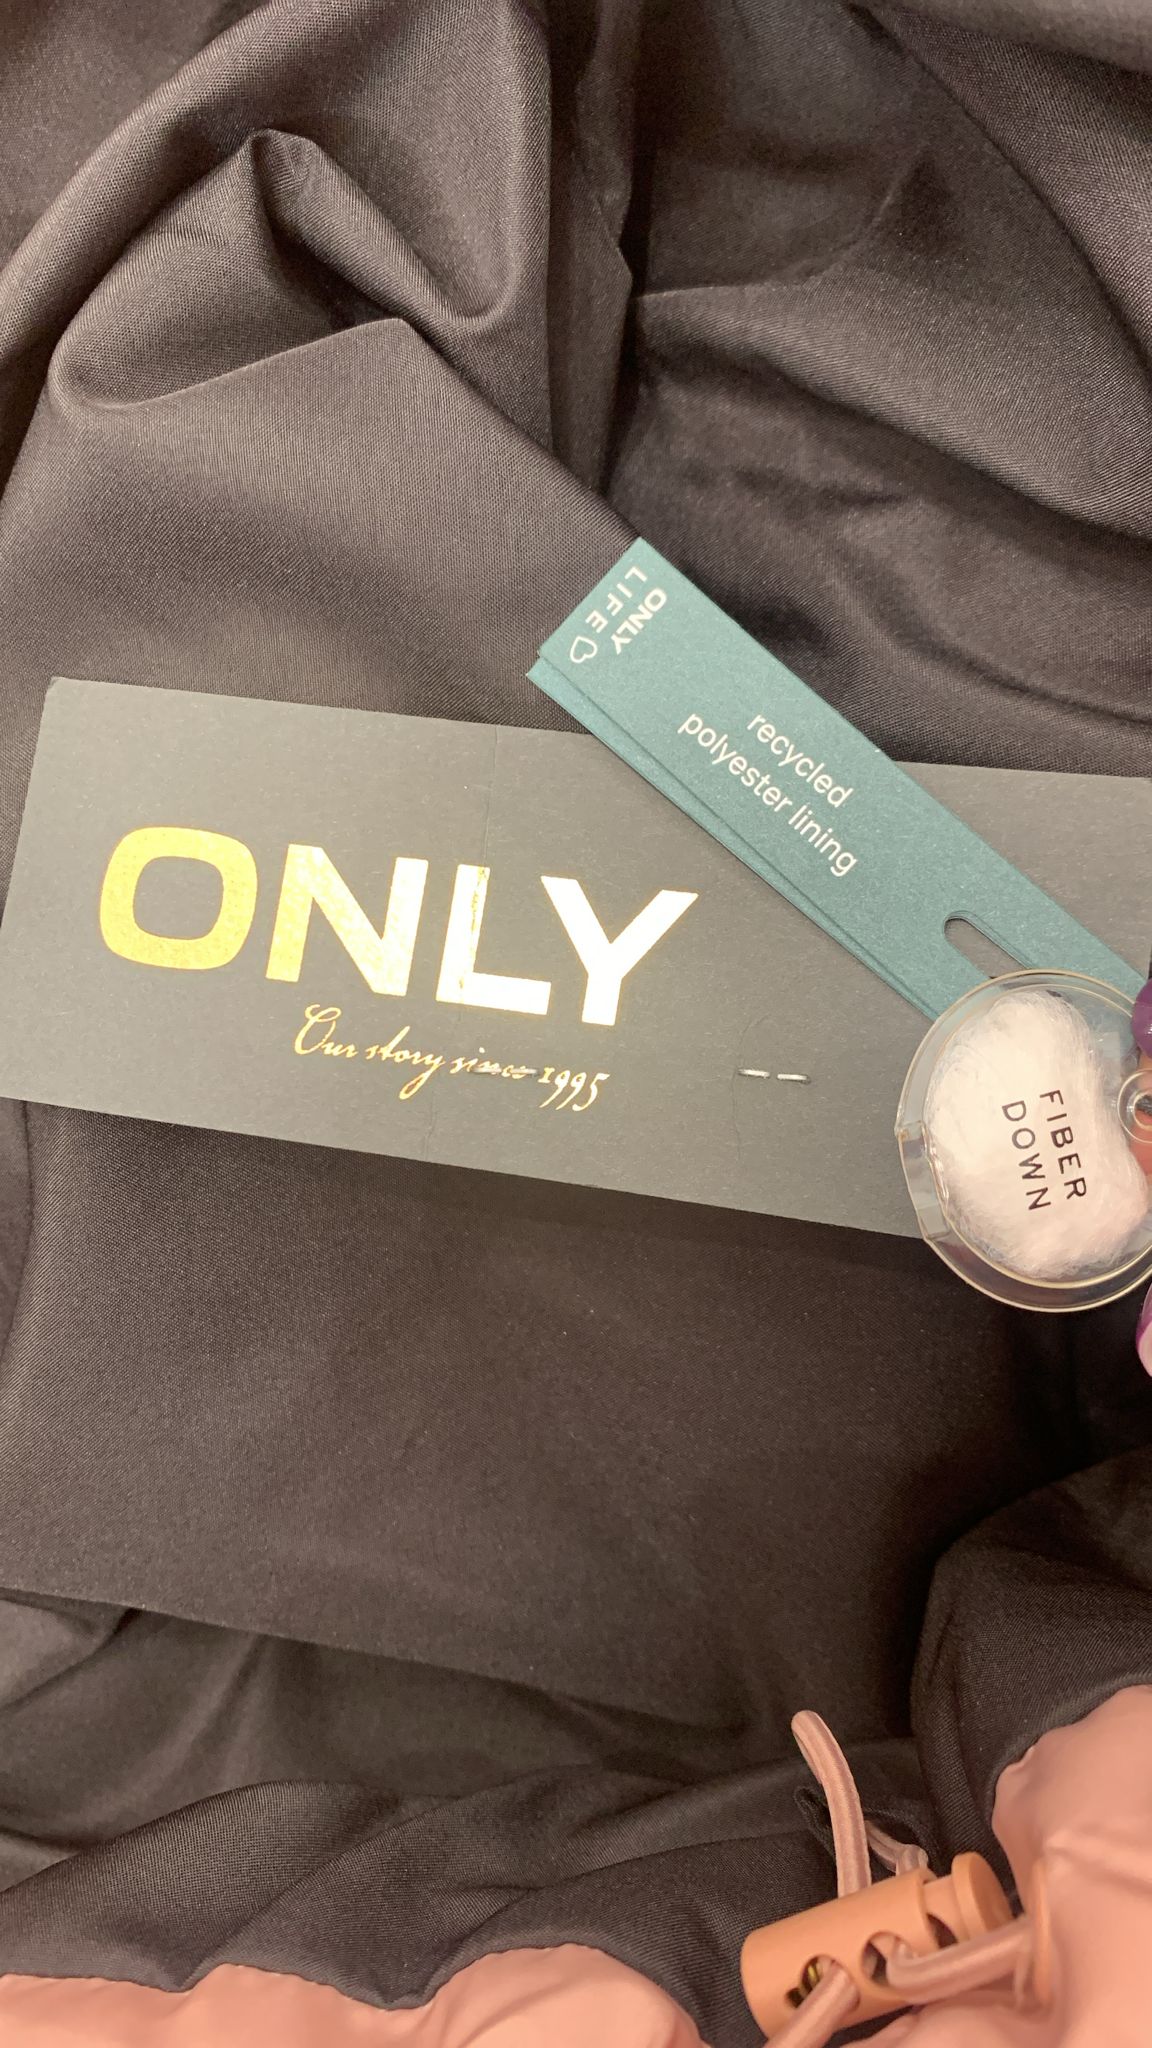 ONLY
LIFE
recycled
polyester lining
ONLY
Our story since 1995
FIBER
DOWN